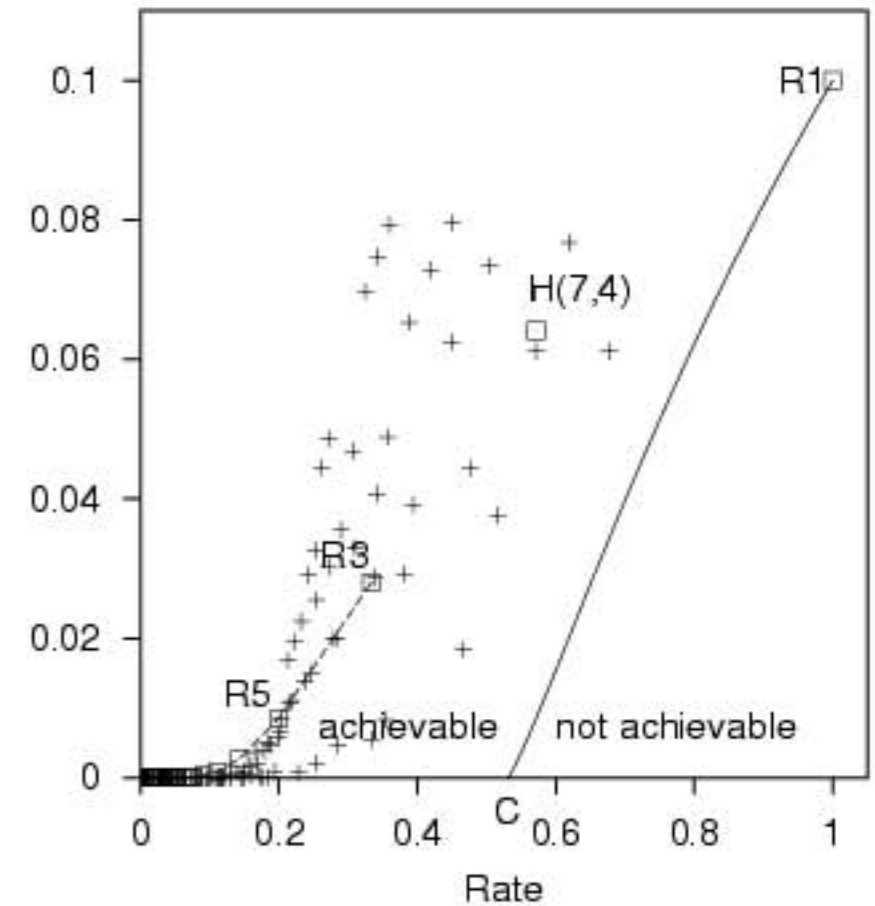 0.1
R1
0.08
H(7,4)
0.06
0.04
R3
0.02
R5
achievable
not achievable
0
C
0 0.2 0.4 0.6 0.8 1
Rate